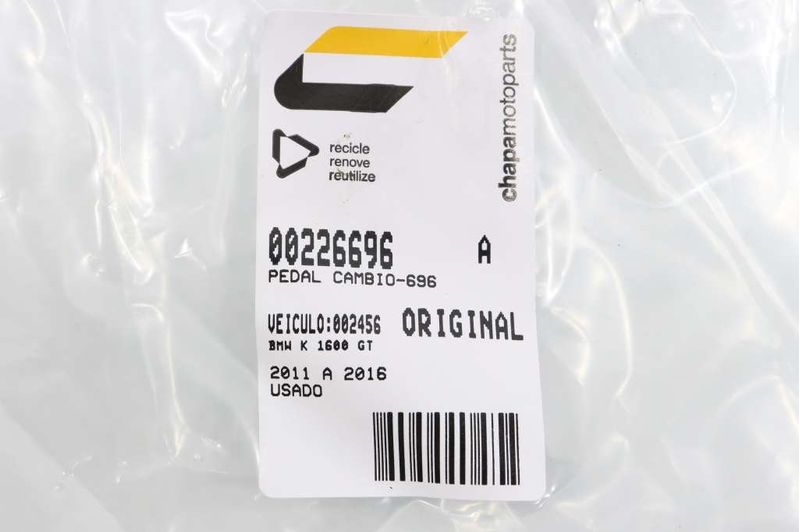 chapamotoparts
recicle
renove
reutilize
00226696 A
PEDAL CAMBIO-696
VEICULO:002456 ORIGINAL
BMW K 1600 GT
2011 A 2016
USADO